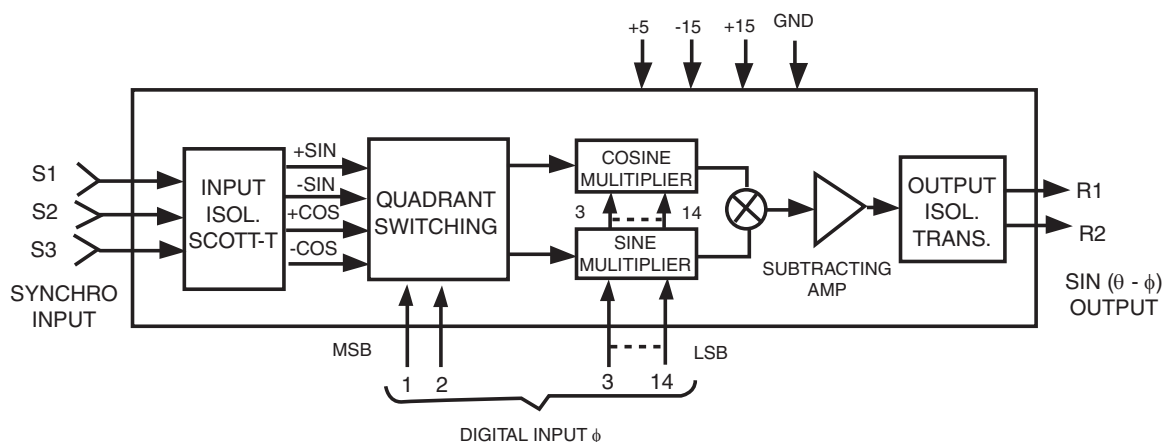 +5 -15 +15 GND
S1
S2
S3
SYNCHRO
INPUT
INPUT
ISOL.
SCOTT-T
+SIN
-SIN
+COS
-COS
QUADRANT
SWITCHING
COSINE
MULITIPLIER
3 14
SINE
MULITIPLIER
SUBTRACTING
AMP
OUTPUT
ISOL.
TRANS.
R1
R2
SIN (θ - ϕ)
OUTPUT
MSB
LSB
1 2 3 14
DIGITAL INPUT ϕ